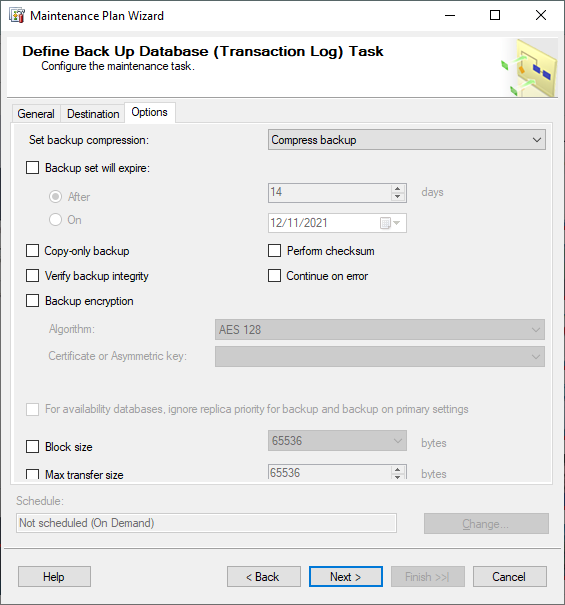 Maintenance Plan Wizard
Define Back Up Database (Transaction Log) Task
Configure the maintenance task.
General Destination Options
Set backup compression: Compress backup
Backup set will expire:
After 14 days
On 12/11/2021
Copy-only backup Perform checksum
Verify backup integrity Continue on error
Backup encryption
Algorithm: AES 128
Certificate or Asymmetric key:
For availability databases, ignore replica priority for backup and backup on primary settings
Block size 65536 bytes
Max transfer size 65536 bytes
Schedule:
Not scheduled (On Demand) Change...
Help < Back Next > Finish >>| Cancel